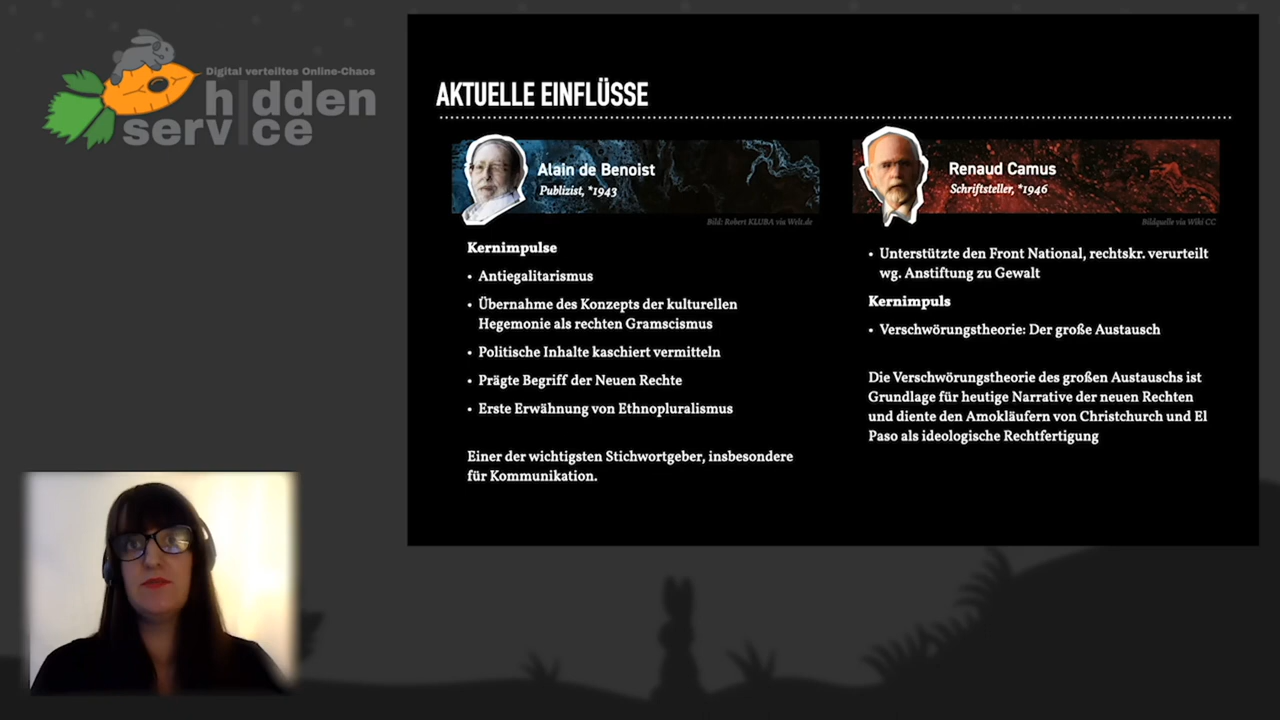 Digital verteiltes Online-Chaos
hidden
service
AKTUELLE EINFLÜSSE
Alain de Benoist
Publizist, *1943
Bild: Robert KLUBA via Welt.de
Kernimpulse
• Antiegalitarismus
• Übernahme des Konzepts der kulturellen
Hegemonie als rechten Gramscismus
• Politische Inhalte kaschiert vermitteln
• Prägte Begriff der Neuen Rechte
• Erste Erwähnung von Ethnopluralismus
Einer der wichtigsten Stichwortgeber, insbesondere
für Kommunikation.
Renaud Camus
Schriftsteller, *1946
Bildquelle via Wiki CC
• Unterstützte den Front National, rechtskr. verurteilt
wg. Anstiftung zu Gewalt
Kernimpuls
• Verschwörungstheorie: Der große Austausch
Die Verschwörungstheorie des großen Austauschs ist
Grundlage für heutige Narrative der neuen Rechten
und diente den Amokläufern von Christchurch und El
Paso als ideologische Rechtfertigung